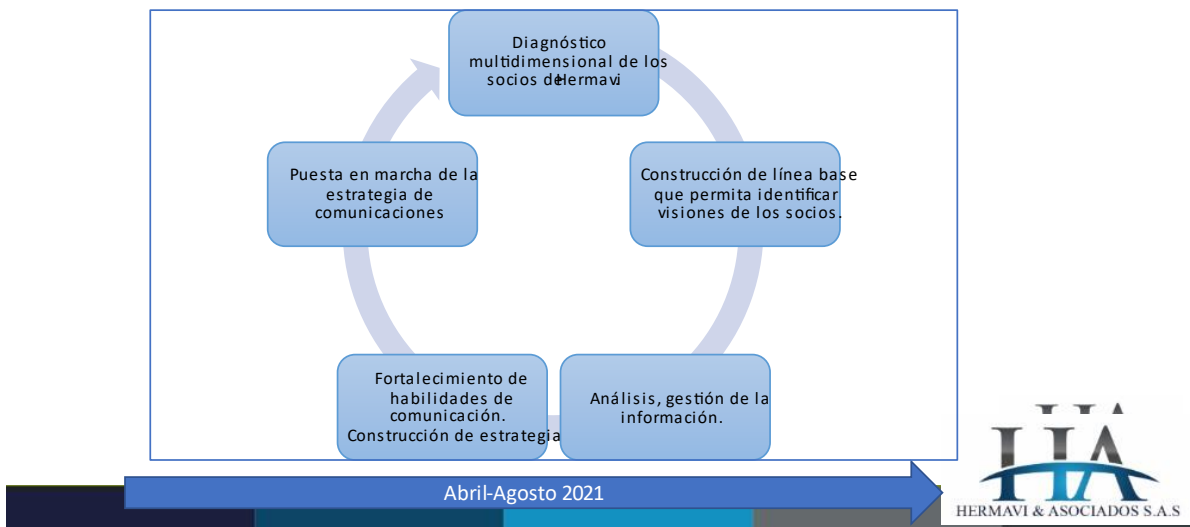 Diagnóstico
multidimensional de los
socios de Hermavi.
Construcción de línea base
que permita identificar
visiones de los socios.
Análisis, gestión de la
información.
Fortalecimiento de
habilidades de
comunicación.
Construcción de estrategia
Puesta en marcha de la
estrategia de
comunicaciones
Abril-Agosto 2021
HA
HERMAVI & ASOCIADOS S.A.S